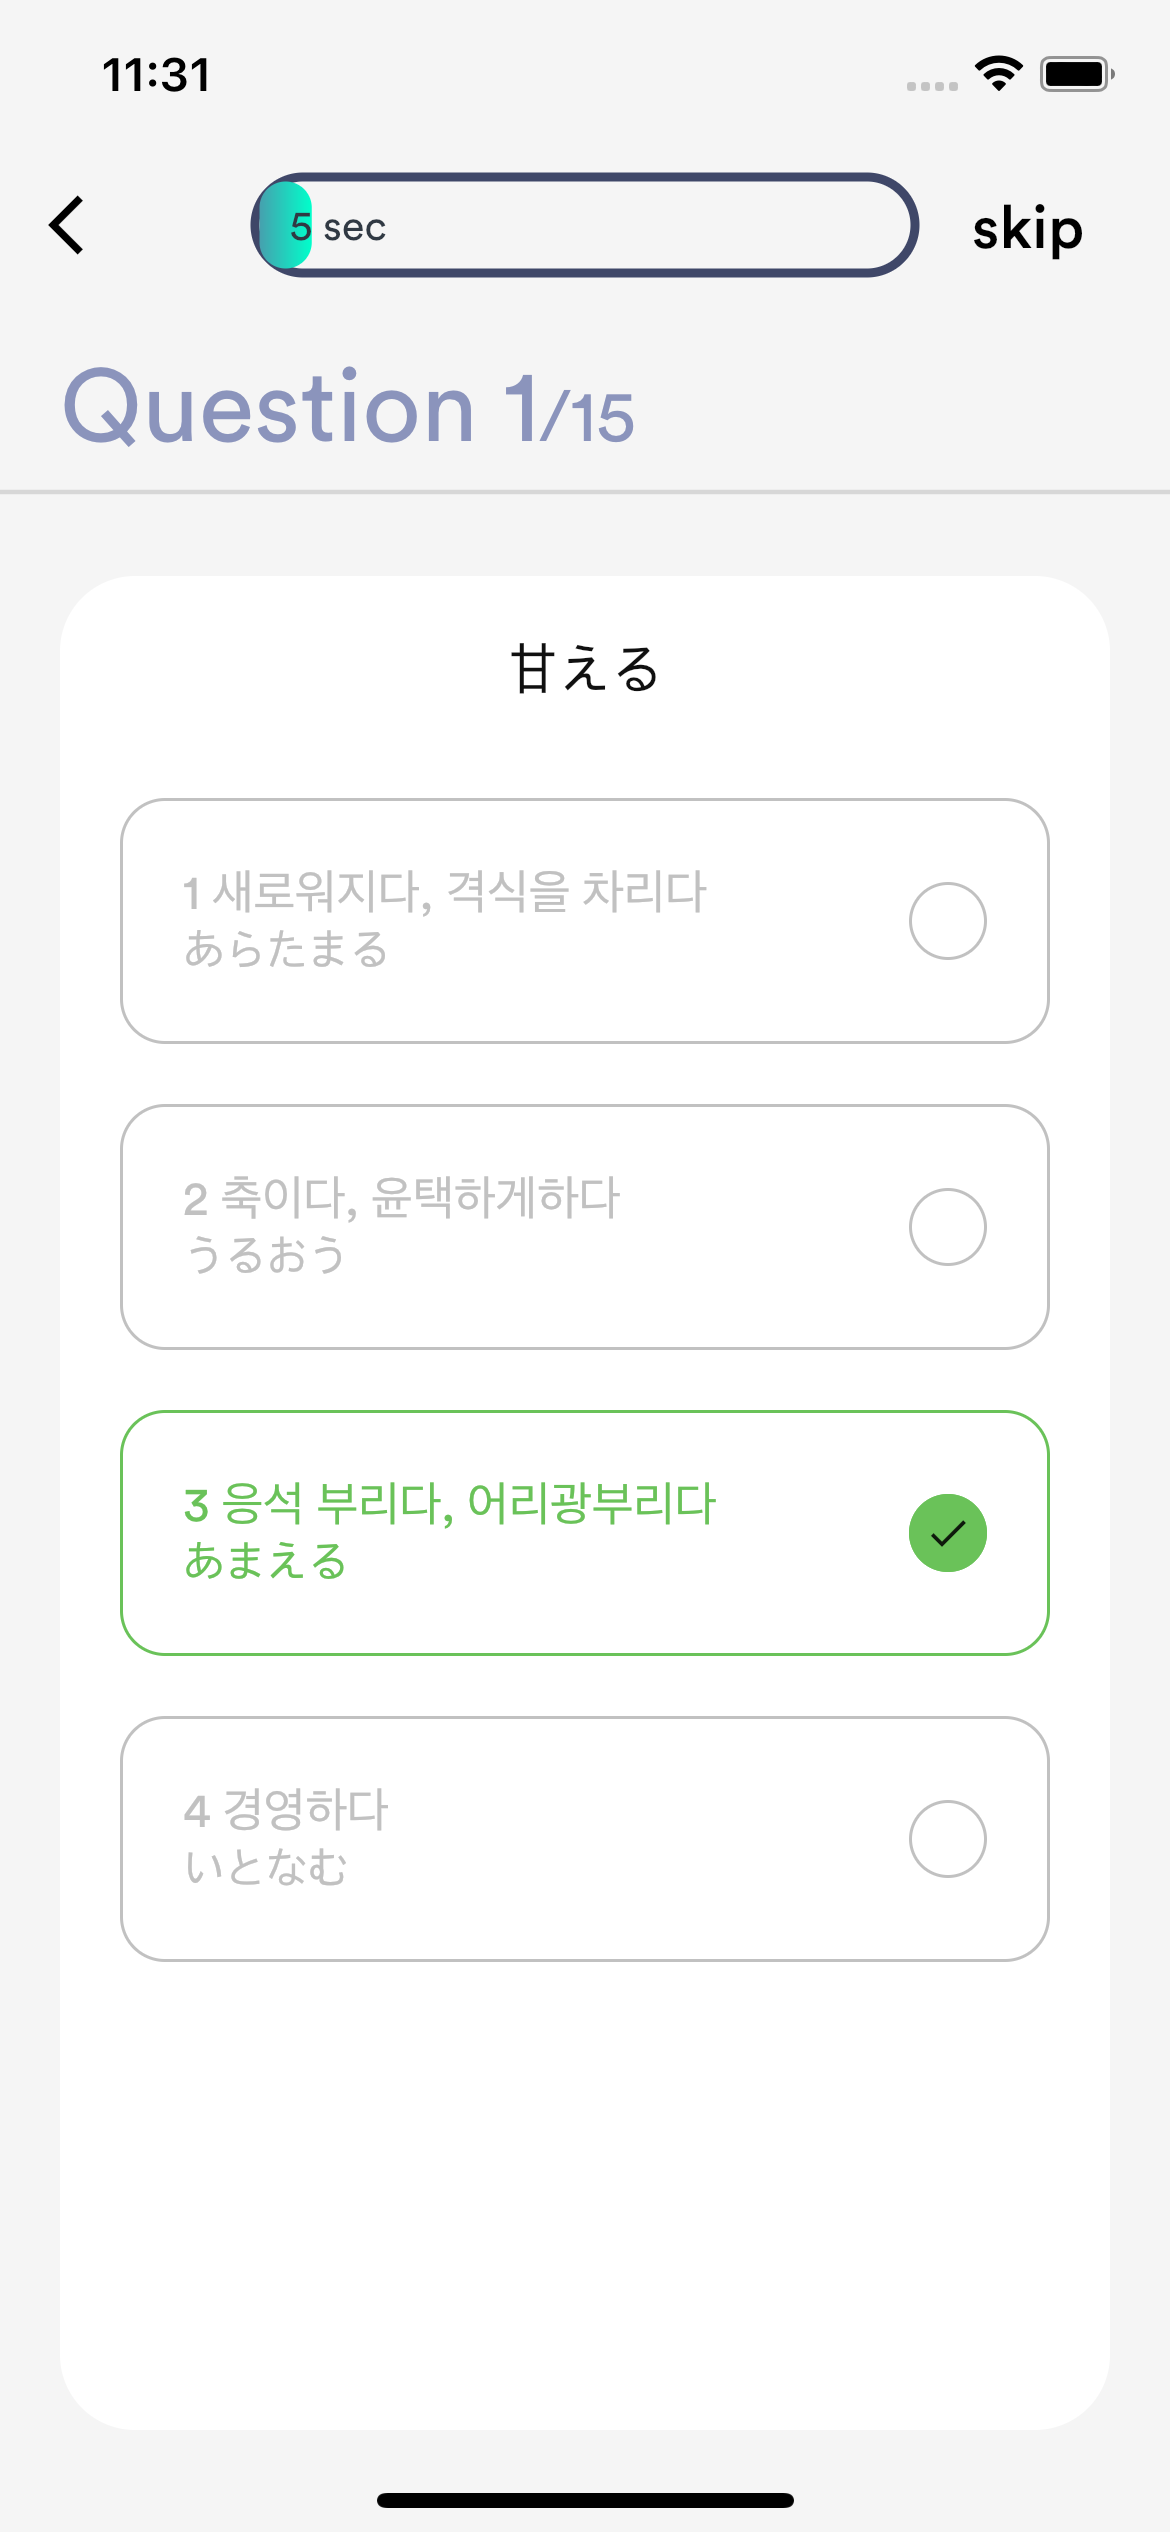 11:31
5 sec
skip
Question 1/15
甘える
1 새로워지다, 격식을 차리다
あらたまる
2 축이다, 윤택하게하다
うるおう
3 응석 부리다, 어리광부리다
あまえる
4 경영하다
いとなむ